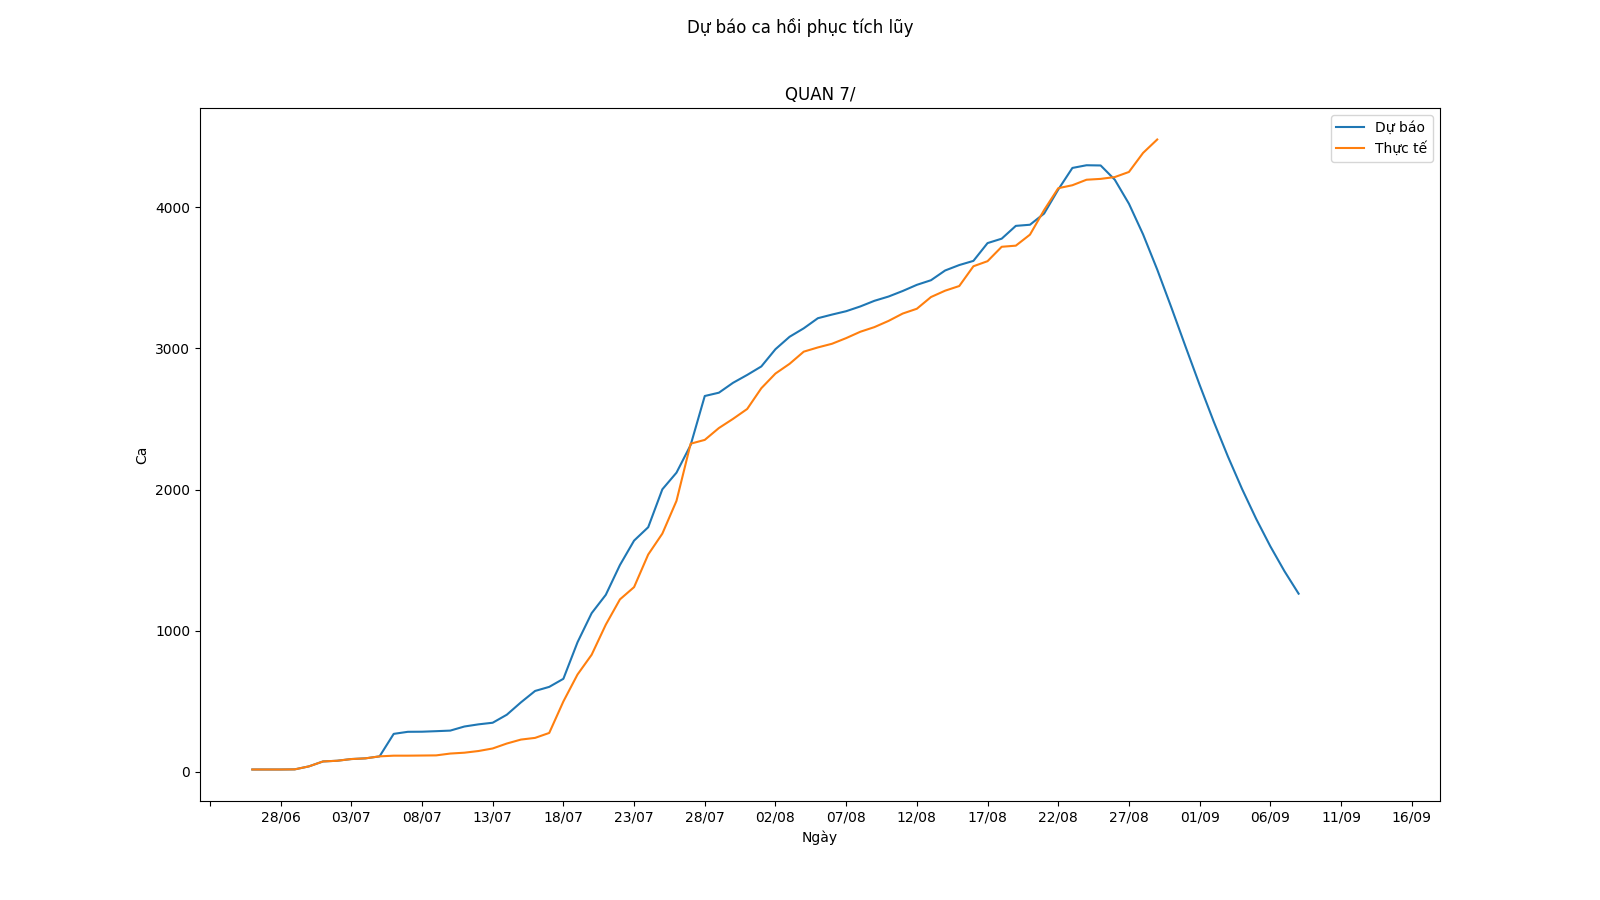 Dự báo ca hồi phục tích lũy
QUAN 7/
Dự báo
Thực tế
4000
3000
2000
1000
0
Ca
28/06 03/07 08/07 13/07 18/07 23/07 28/07 02/08 07/08 12/08 17/08 22/08 27/08 01/09 06/09 11/09 16/09
Ngày